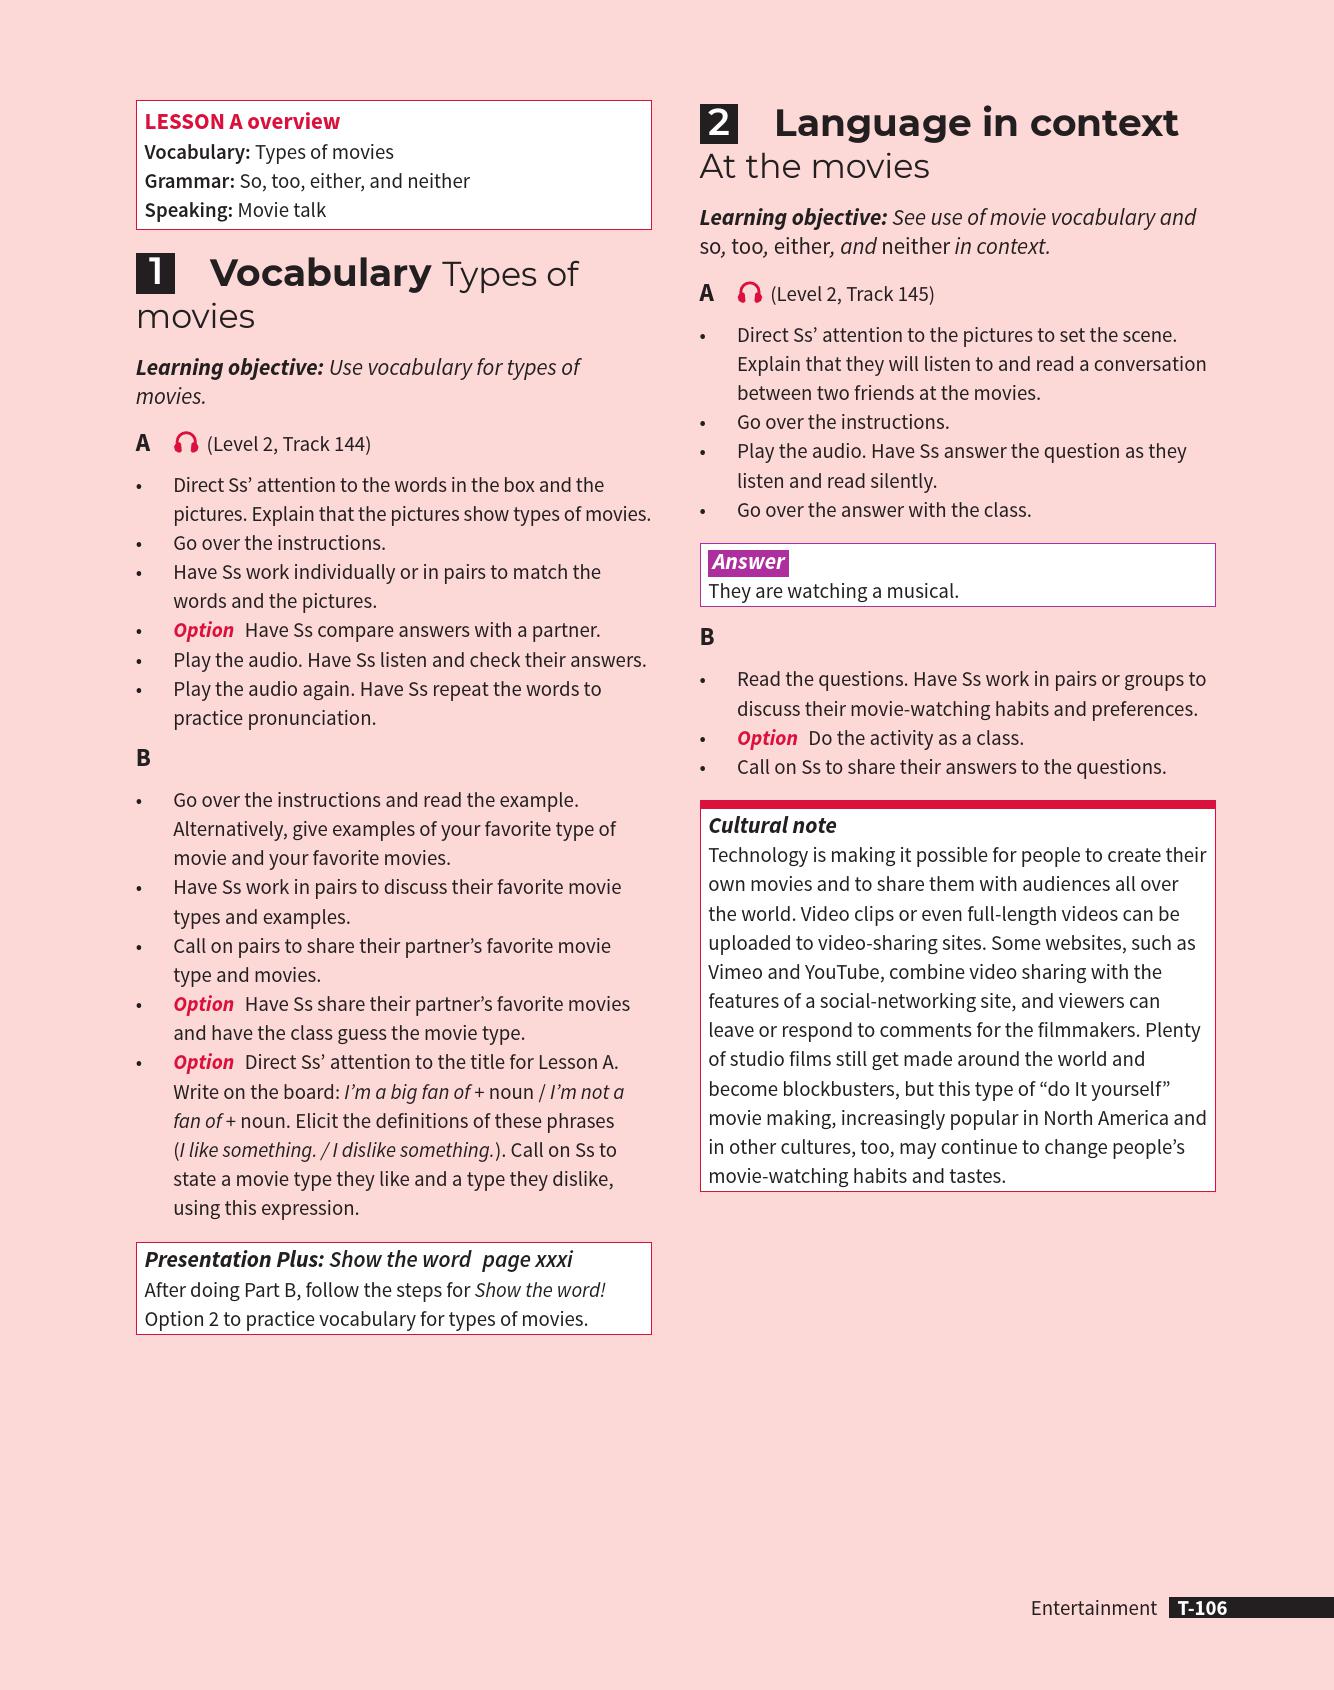 LESSON A overview
Vocabulary: Types of movies
Grammar: So, too, either, and neither
Speaking: Movie talk
1 Vocabulary Types of
movies
Learning objective: Use vocabulary for types of
movies.
A (Level 2, Track 144)
• Direct Ss’ attention to the words in the box and the
pictures. Explain that the pictures show types of movies.
• Go over the instructions.
• Have Ss work individually or in pairs to match the
words and the pictures.
• Option Have Ss compare answers with a partner.
• Play the audio. Have Ss listen and check their answers.
• Play the audio again. Have Ss repeat the words to
practice pronunciation.
B
• Go over the instructions and read the example.
Alternatively, give examples of your favorite type of
movie and your favorite movies.
• Have Ss work in pairs to discuss their favorite movie
types and examples.
• Call on pairs to share their partner’s favorite movie
type and movies.
• Option Have Ss share their partner’s favorite movies
and have the class guess the movie type.
• Option Direct Ss’ attention to the title for Lesson A.
Write on the board: I’m a big fan of + noun / I’m not a
fan of + noun. Elicit the definitions of these phrases
(I like something. / I dislike something.). Call on Ss to
state a movie type they like and a type they dislike,
using this expression.
Presentation Plus: Show the word page xxxi
After doing Part B, follow the steps for Show the word!
Option 2 to practice vocabulary for types of movies.
2 Language in context
At the movies
Learning objective: See use of movie vocabulary and
so, too, either, and neither in context.
A (Level 2, Track 145)
• Direct Ss’ attention to the pictures to set the scene.
Explain that they will listen to and read a conversation
between two friends at the movies.
• Go over the instructions.
• Play the audio. Have Ss answer the question as they
listen and read silently.
• Go over the answer with the class.
Answer
They are watching a musical.
B
• Read the questions. Have Ss work in pairs or groups to
discuss their movie-watching habits and preferences.
• Option Do the activity as a class.
• Call on Ss to share their answers to the questions.
Cultural note
Technology is making it possible for people to create their
own movies and to share them with audiences all over
the world. Video clips or even full-length videos can be
uploaded to video-sharing sites. Some websites, such as
Vimeo and YouTube, combine video sharing with the
features of a social-networking site, and viewers can
leave or respond to comments for the filmmakers. Plenty
of studio films still get made around the world and
become blockbusters, but this type of “do It yourself”
movie making, increasingly popular in North America and
in other cultures, too, may continue to change people’s
movie-watching habits and tastes.
Entertainment T-106